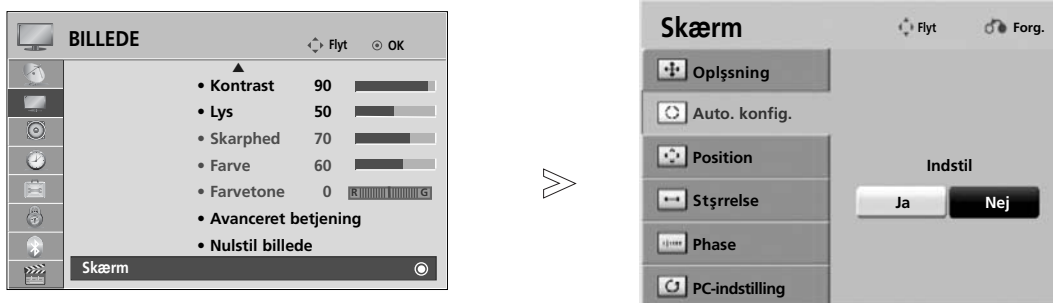 BILLEDE
Flyt OK
• Kontrast 90
• Lys 50
• Skarphed 70
• Farve 60
• Farvetone 0 R G
• Avanceret betjening
• Nulstil billede
Skærm
Skærm
Flyt Forg.
Oplşsning
Auto. konfig.
Position
Stşrrelse
Phase
PC-indstilling
Indstil
Ja Nej